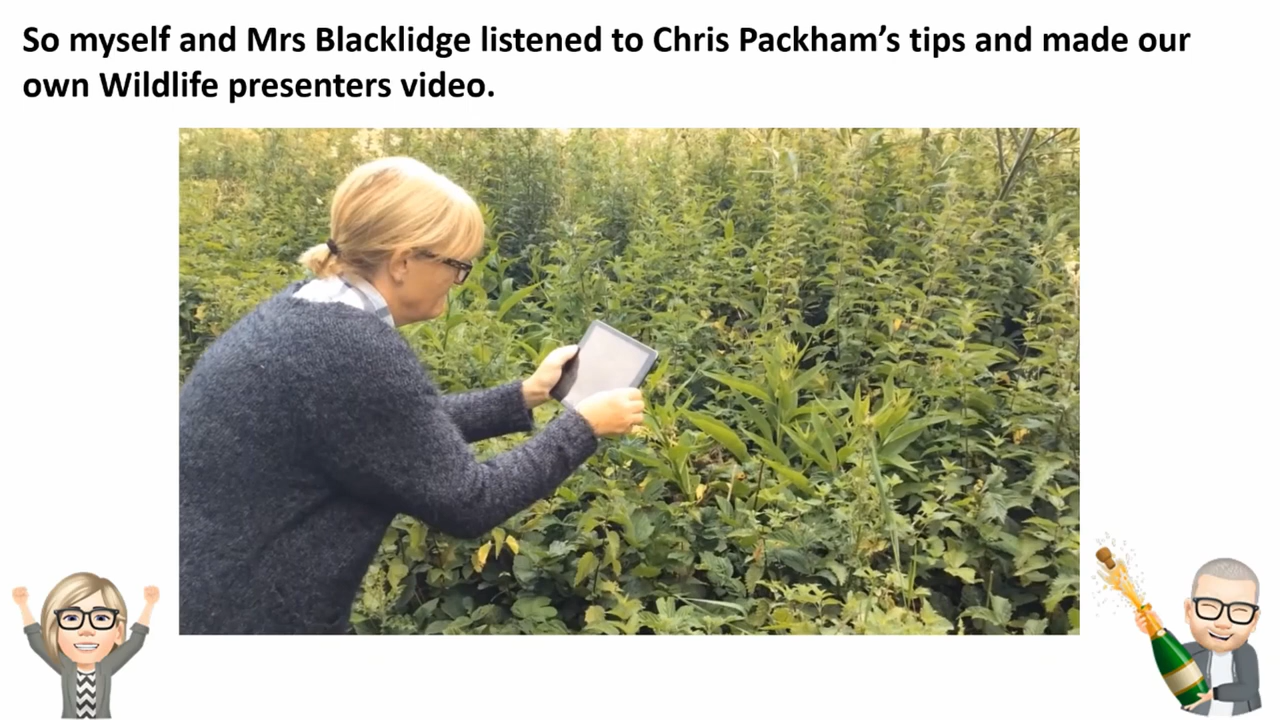 So myself and Mrs Blacklidge listened to Chris Packham’s tips and made our
own Wildlife presenters video.